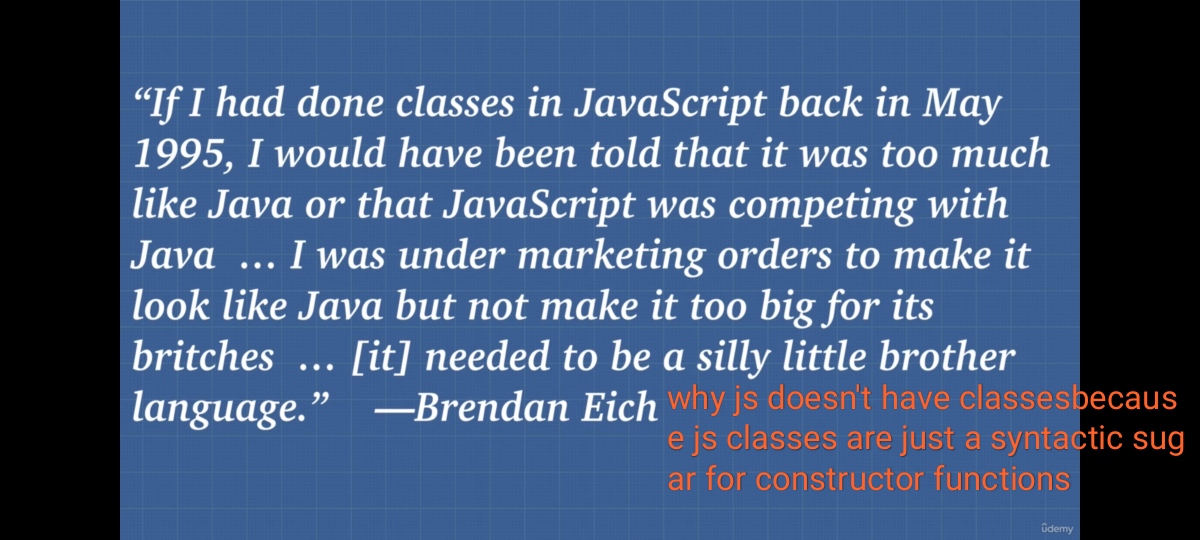 “If I had done classes in JavaScript back in May
1995, I would have been told that it was too much
like Java or that JavaScript was competing with
Java ... I was under marketing orders to make it
look like Java but not make it too big for its
britches ... [it] needed to be a silly little brother
language.” —Brendan Eich
why js doesn't have classesbecaus
e js classes are just a syntactic sug
ar for constructor functions
ûdemy